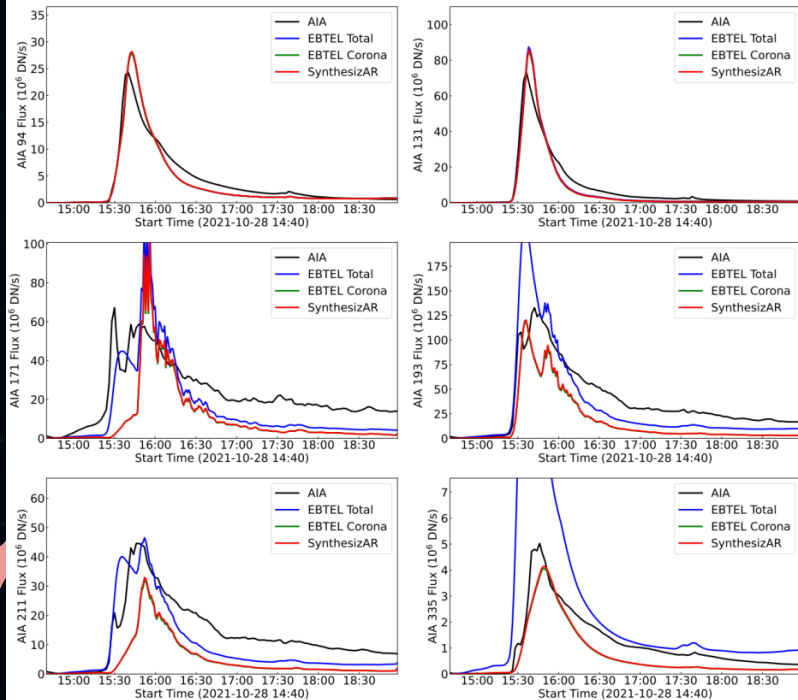 AIA 94 Flux (10⁶ DN/s)
35
30
25
20
15
10
5
0
AIA
EBTEL Total
EBTEL Corona
SynthesizAR
15:00 15:30 16:00 16:30 17:00 17:30 18:00 18:30
Start Time (2021-10-28 14:40)
AIA 131 Flux (10⁶ DN/s)
100
80
60
40
20
0
AIA
EBTEL Total
EBTEL Corona
SynthesizAR
15:00 15:30 16:00 16:30 17:00 17:30 18:00 18:30
Start Time (2021-10-28 14:40)
AIA 171 Flux (10⁶ DN/s)
100
80
60
40
20
0
AIA
EBTEL Total
EBTEL Corona
SynthesizAR
15:00 15:30 16:00 16:30 17:00 17:30 18:00 18:30
Start Time (2021-10-28 14:40)
AIA 193 Flux (10⁶ DN/s)
175
150
125
100
75
50
25
0
AIA
EBTEL Total
EBTEL Corona
SynthesizAR
15:00 15:30 16:00 16:30 17:00 17:30 18:00 18:30
Start Time (2021-10-28 14:40)
AIA 211 Flux (10⁶ DN/s)
60
50
40
30
20
10
0
AIA
EBTEL Total
EBTEL Corona
SynthesizAR
15:00 15:30 16:00 16:30 17:00 17:30 18:00 18:30
Start Time (2021-10-28 14:40)
AIA 335 Flux (10⁶ DN/s)
7
6
5
4
3
2
1
0
AIA
EBTEL Total
EBTEL Corona
SynthesizAR
15:00 15:30 16:00 16:30 17:00 17:30 18:00 18:30
Start Time (2021-10-28 14:40)